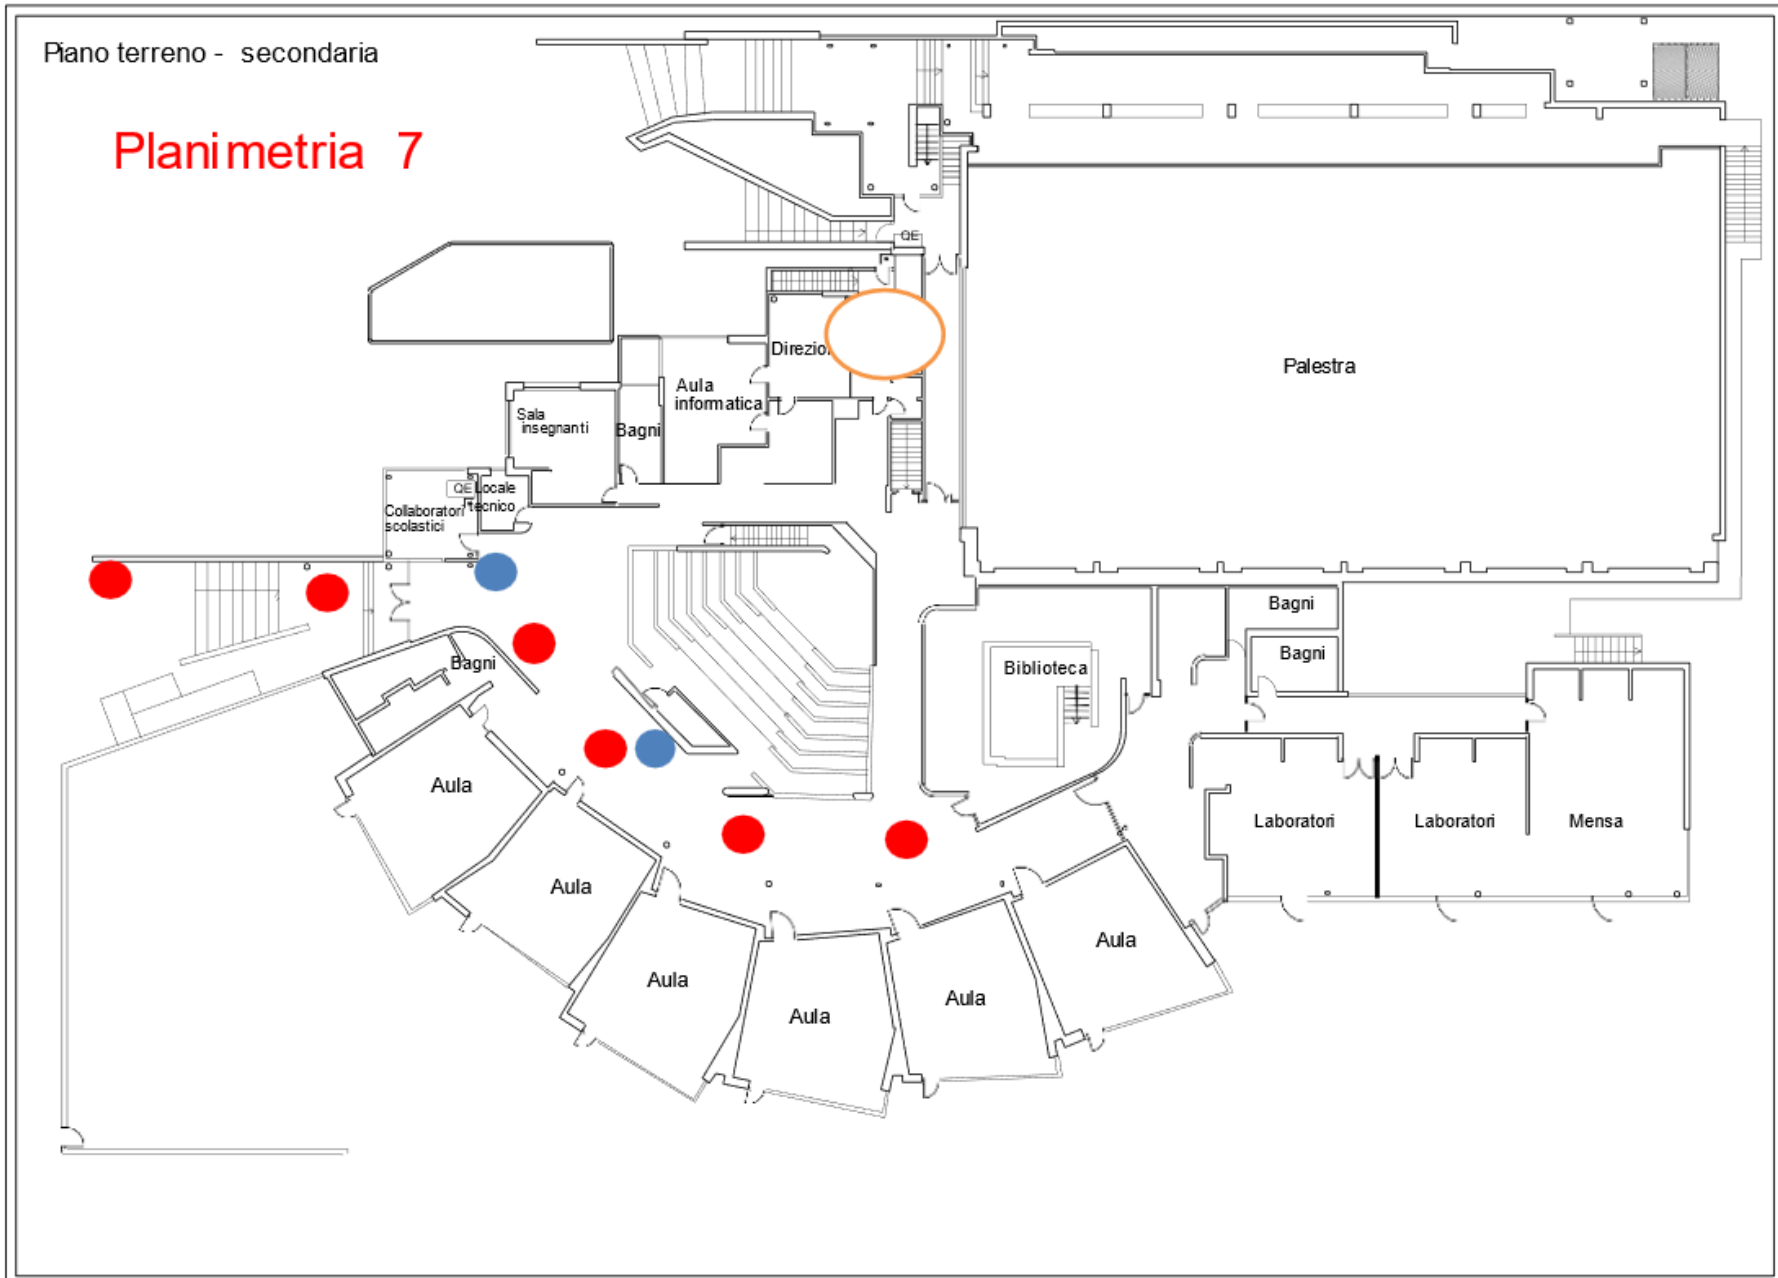 Piano terreno - secondaria
Planimetria 7
QE
Direzio
Palestra
Aula
informatica
Sala
insegnanti
Bagni
QE
Locale
tecnico
Collaboratori
scolastici
Bagni
Bagni
Bagni
Biblioteca
Aula
Laboratori
Laboratori
Mensa
Aula
Aula
Aula
Aula
Aula